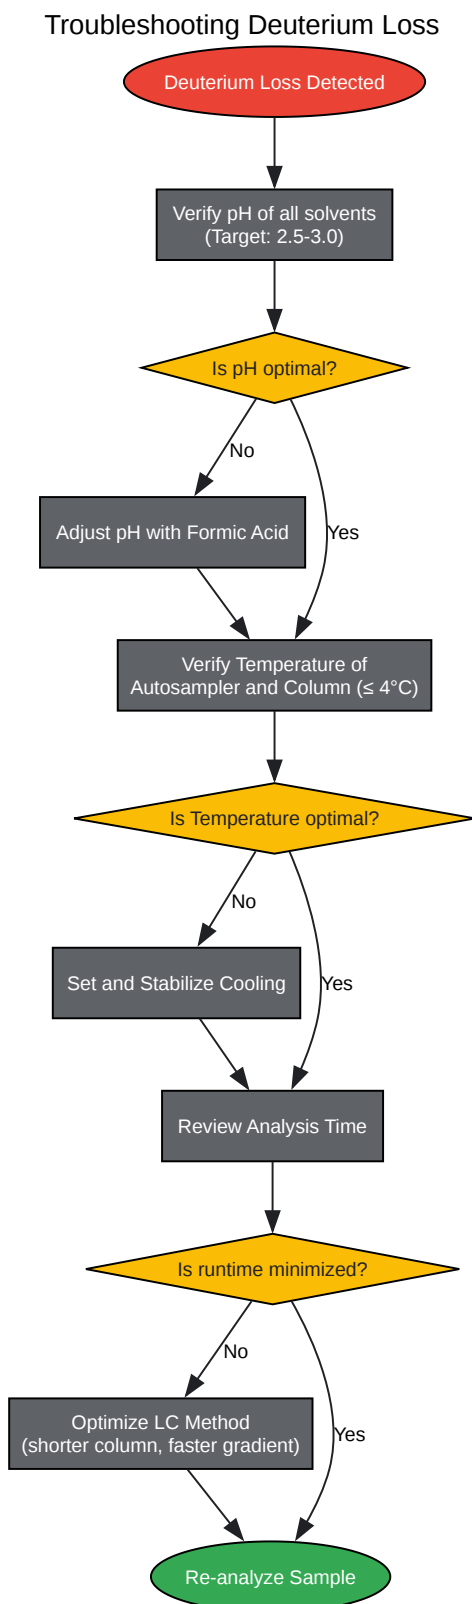 Troubleshooting Deuterium Loss
Deuterium Loss Detected
Verify pH of all solvents
(Target: 2.5-3.0)
Is pH optimal?
No
Adjust pH with Formic Acid
Yes
Verify Temperature of
Autosampler and Column (≤ 4°C)
Is Temperature optimal?
No
Set and Stabilize Cooling
Yes
Review Analysis Time
Is runtime minimized?
No
Optimize LC Method
(shorter column, faster gradient)
Yes
Re-analyze Sample